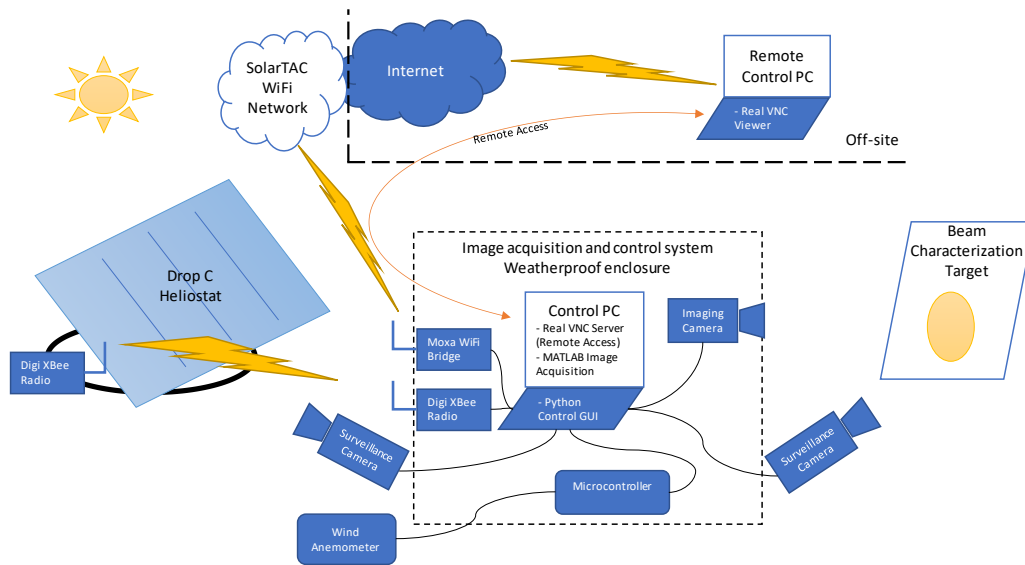 SolarTAC
WiFi
Network
Internet
Remote
Control PC
- Real VNC
Viewer
Remote Access
Off-site
Drop C
Heliostat
Digi XBee
Radio
Image acquisition and control system
Weatherproof enclosure
Moxa WiFi
Bridge
Digi XBee
Radio
Control PC
- Real VNC Server
(Remote Access)
- MATLAB Image
Acquisition
- Python
Control GUI
Imaging
Camera
Beam
Characterization
Target
Surveillance
Camera
Surveillance
Camera
Microcontroller
Wind
Anemometer